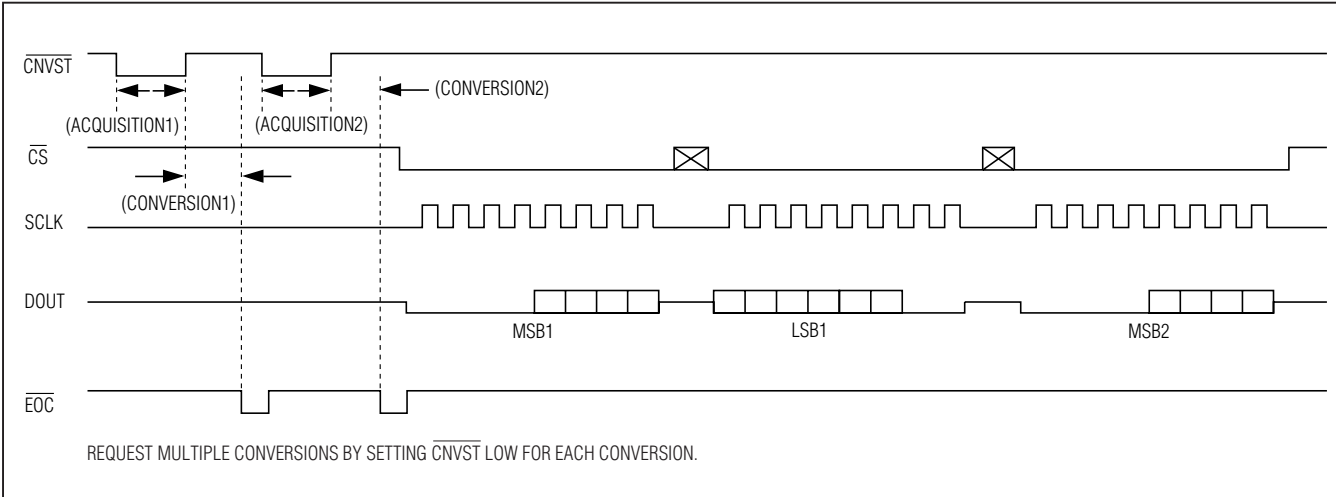 CNVST
(CONVERSION2)
(ACQUISITION1)
(ACQUISITION2)
CS
(CONVERSION1)
SCLK
DOUT
MSB1
LSB1
MSB2
EOC
REQUEST MULTIPLE CONVERSIONS BY SETTING CNVST LOW FOR EACH CONVERSION.